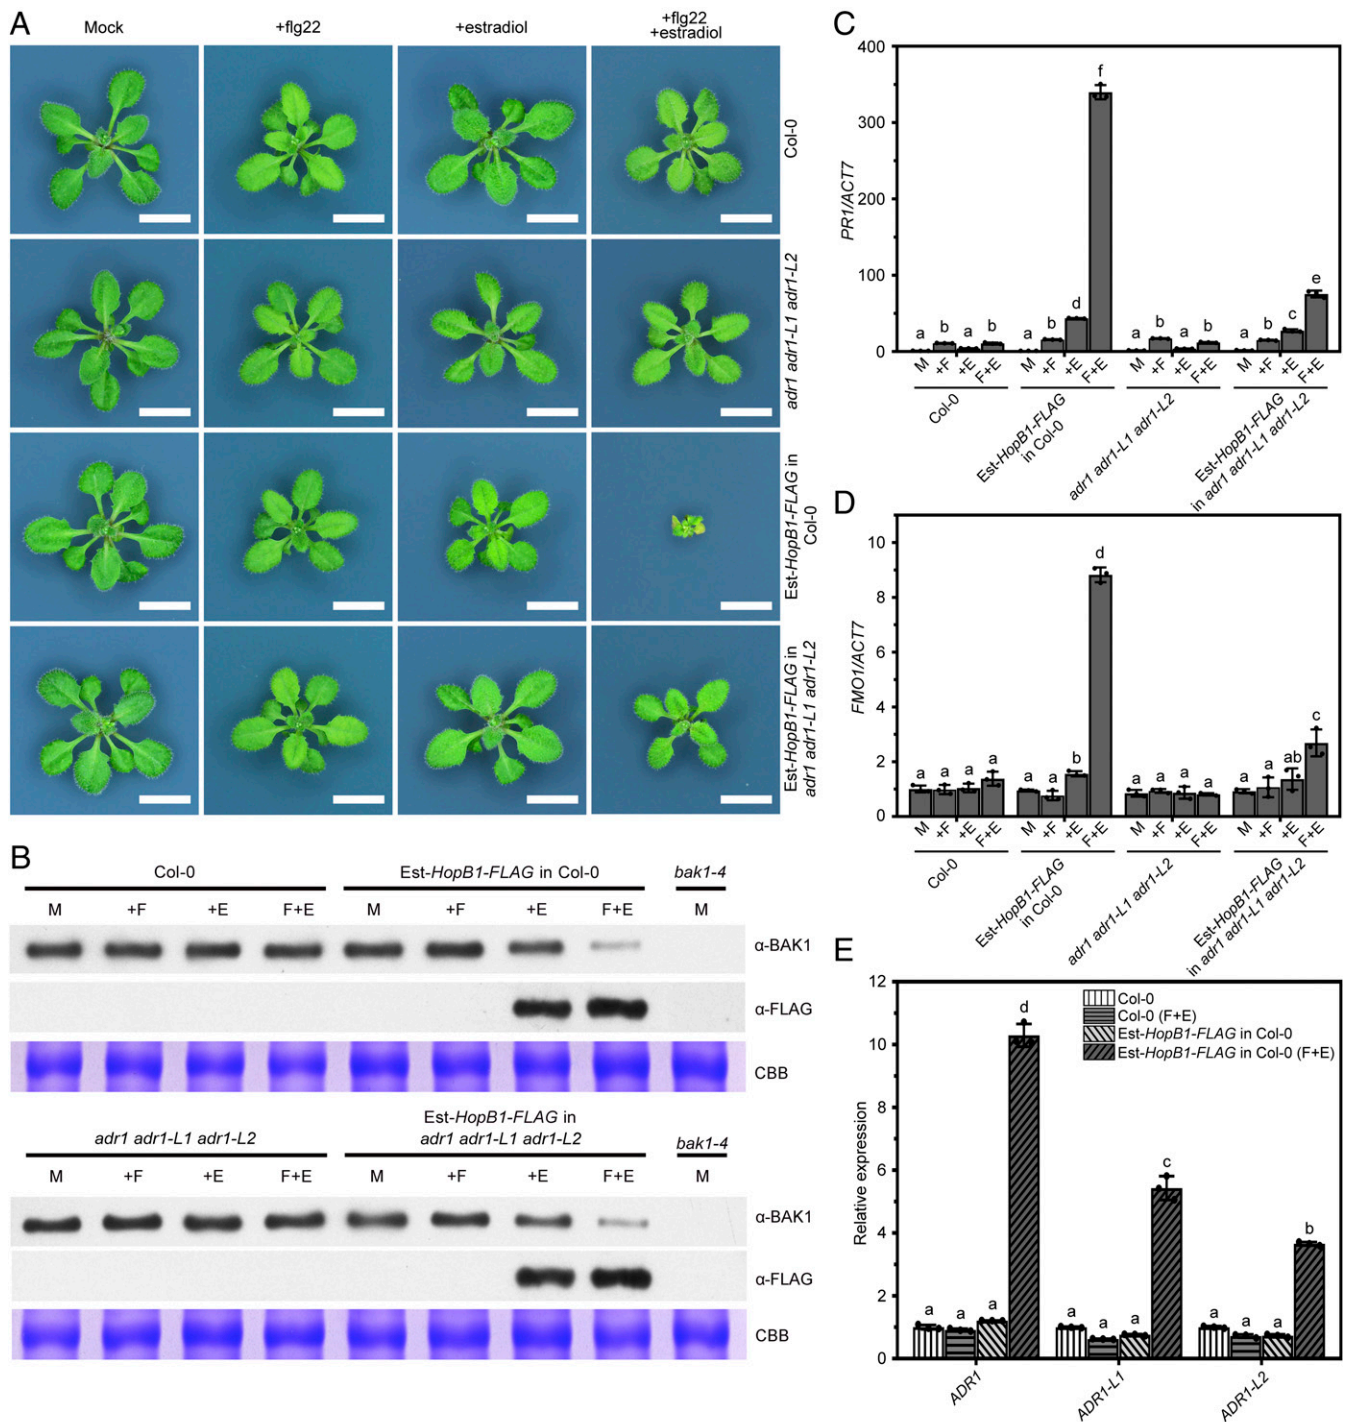 A
Mock
+flg22
+estradiol
+flg22
+estradiol
Col-0
adr1 adr1-L1 adr1-L2
Est-HopB1-FLAG in
Col-0
Est-HopB1-FLAG in
adr1 adr1-L1 adr1-L2
B
Col-0
Est-HopB1-FLAG in Col-0
bak1-4
M +F +E F+E M +F +E F+E M
α-BAK1
α-FLAG
CBB
adr1 adr1-L1 adr1-L2
Est-HopB1-FLAG in
adr1 adr1-L1 adr1-L2
bak1-4
M +F +E F+E M +F +E F+E M
α-BAK1
α-FLAG
CBB
C
PR1/ACT7
400
300
200
100
0
a b a b a b d f a b a b a b c e
M +F +E F+E M +F +E F+E M +F +E F+E M +F +E F+E
Col-0
Est-HopB1-FLAG
in Col-0
adr1 adr1-L1 adr1-L2
Est-HopB1-FLAG
in adr1 adr1-L1 adr1-L2
D
FMO1/ACT7
10
8
6
4
2
0
a a a a a a b d a a a a a a ab c
M +F +E F+E M +F +E F+E M +F +E F+E M +F +E F+E
Col-0
Est-HopB1-FLAG
in Col-0
adr1 adr1-L1 adr1-L2
Est-HopB1-FLAG
in adr1 adr1-L1 adr1-L2
E
Relative expression
12
10
8
6
4
2
0
Col-0
Col-0 (F+E)
Est-HopB1-FLAG in Col-0
Est-HopB1-FLAG in Col-0 (F+E)
a a a d a a a c a a a b
ADR1
ADR1-L1
ADR1-L2